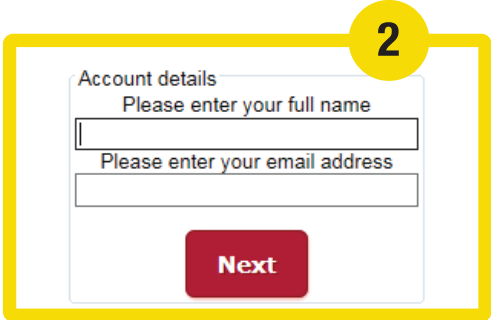 2
Account details
Please enter your full name
Please enter your email address
Next